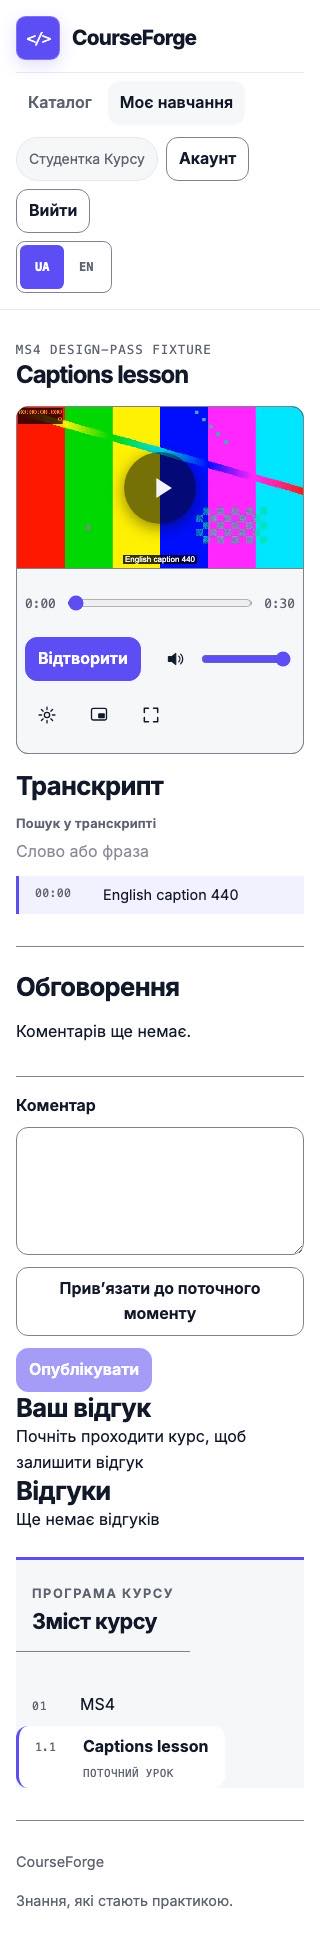 </> CourseForge
Каталог Моє навчання
Студентка Курсу Акаунт
Вийти
UA EN
MS4 DESIGN-PASS FIXTURE
Captions lesson
English caption 440
0:00 0:30
Відтворити
Транскрипт
Пошук у транскрипті
Слово або фраза
00:00 English caption 440
Обговорення
Коментарів ще немає.
Коментар
Прив’язати до поточного
моменту
Опублікувати
Ваш відгук
Почніть проходити курс, щоб
залишити відгук
Відгуки
Ще немає відгуків
ПРОГРАМА КУРСУ
Зміст курсу
01 MS4
1.1 Captions lesson
ПОТОЧНИЙ УРОК
CourseForge
Знання, які стають практикою.